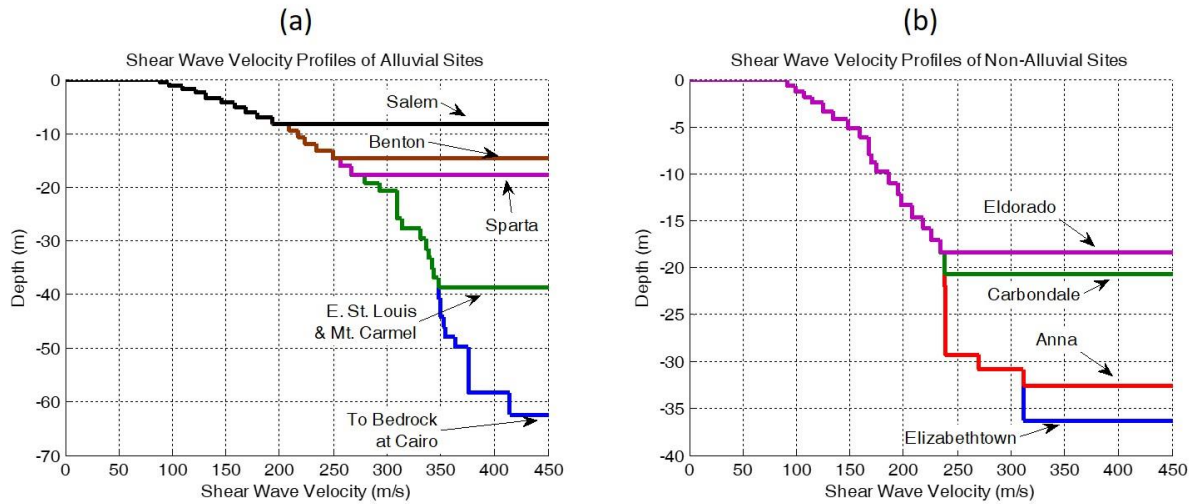 (a)
Shear Wave Velocity Profiles of Alluvial Sites
0
-10
-20
-30
-40
-50
-60
-70
Depth (m)
Salem
Benton
Sparta
E. St. Louis
& Mt. Carmel
To Bedrock
at Cairo
0 50 100 150 200 250 300 350 400 450
Shear Wave Velocity (m/s)
(b)
Shear Wave Velocity Profiles of Non-Alluvial Sites
0
-5
-10
-15
-20
-25
-30
-35
-40
Depth (m)
Eldorado
Carbondale
Anna
Elizabethtown
0 50 100 150 200 250 300 350 400 450
Shear Wave Velocity (m/s)